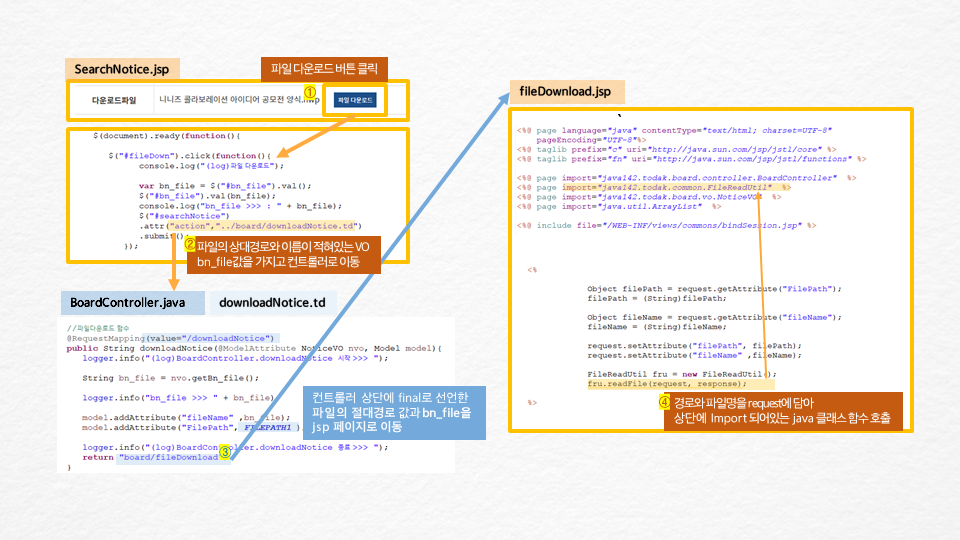 SearchNotice.jsp
파일 다운로드 버튼 클릭
①
다운로드파일
니니즈 콜라보레이션 아이디어 공모전 양식.hwp
파일 다운로드
$(document).ready(function(){
$("#fileDown").click(function(){
console.log("(log)파일 다운로드");
var bn_file = $("#bn_file").val();
$("#bn_file").val(bn_file);
console.log("bn_file >>> : " + bn_file);
$("#searchNotice")
.attr("action","../board/downloadNotice.td")
.submit();
});
② 파일의 상대경로와 이름이 적혀있는 VO
bn_file값을 가지고 컨트롤러로 이동
BoardController.java
downloadNotice.td
//파일다운로드 함수
@RequestMapping(value="/downloadNotice")
public String downloadNotice(@ModelAttribute NoticeVO nvo, Model model){
logger.info("(log)BoardController.downloadNotice 시작 >>> ");
String bn_file = nvo.getBn_file();
logger.info("bn_file >>> " + bn_file);
model.addAttribute("fileName" ,bn_file);
model.addAttribute("FilePath", FILEPATH1 );
logger.info("(log)BoardController.downloadNotice 종료 >>> ");
return "board/fileDownload"
}
③
컨트롤러 상단에 final로 선언한
파일의 절대경로 값과 bn_file을
jsp 페이지로 이동
fileDownload.jsp
<%@ page language="java" contentType="text/html; charset=UTF-8"
pageEncoding="UTF-8"%>
<%@ taglib prefix="c" uri="http://java.sun.com/jsp/jstl/core" %>
<%@ taglib prefix="fn" uri="http://java.sun.com/jsp/jstl/functions" %>
<%@ page import="java142.todak.board.controller.BoardController" %>
<%@ page import="java142.todak.common.FileReadUtil" %>
<%@ page import="java142.todak.board.vo.NoticeVO" %>
<%@ page import="java.util.ArrayList" %>
<%@ include file="/WEB-INF/views/commons/bindSession.jsp" %>
<%
Object filePath = request.getAttribute("FilePath");
filePath = (String)filePath;
Object fileName = request.getAttribute("fileName");
fileName = (String)fileName;
request.setAttribute("filePath", filePath);
request.setAttribute("fileName" ,fileName);
FileReadUtil fru = new FileReadUtil();
fru.readFile(request, response);
%>
④ 경로와 파일명을 request에 담아
상단에 Import 되어있는 java 클래스 함수 호출